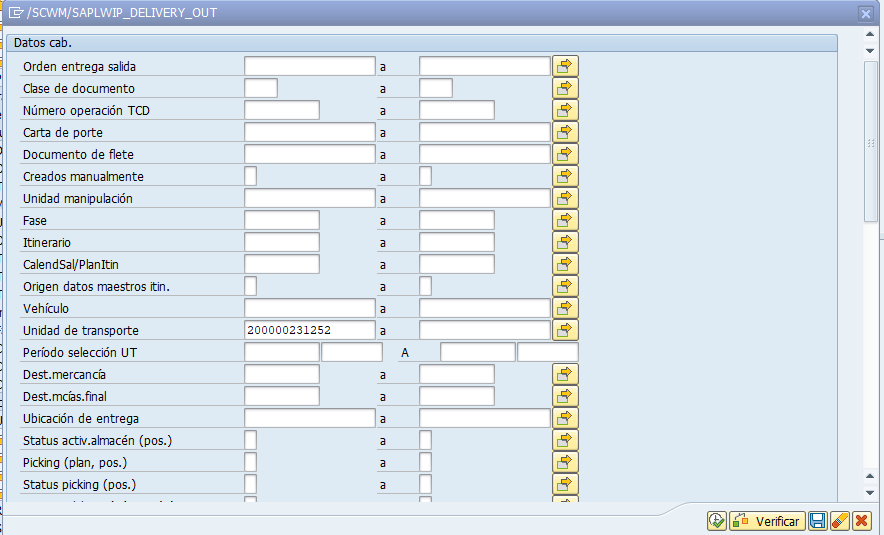 /SCWM/SAPLWIP_DELIVERY_OUT
Datos cab.
Orden entrega salida a
Clase de documento a
Número operación TCD a
Carta de porte a
Documento de flete a
Creados manualmente a
Unidad manipulación a
Fase a
Itinerario a
CalendSal/PlanItin a
Origen datos maestros itin. a
Vehículo a
Unidad de transporte 200000231252 a
Período selección UT A
Dest.mercancía a
Dest.mcías.final a
Ubicación de entrega a
Status activ.almacén (pos.) a
Picking (plan, pos.) a
Status picking (pos.) a
Verificar